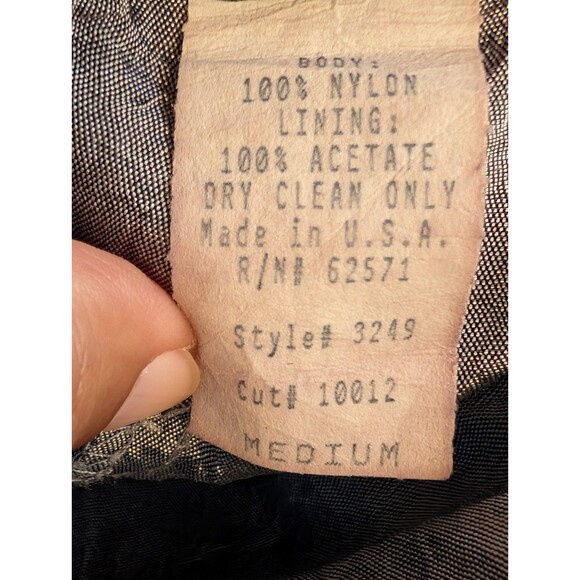 BODY:
100% NYLON
LINING:
100% ACETATE
DRY CLEAN ONLY
Made in U.S.A.
R/N# 62571
Style# 3249
Cut# 10012
MEDIUM